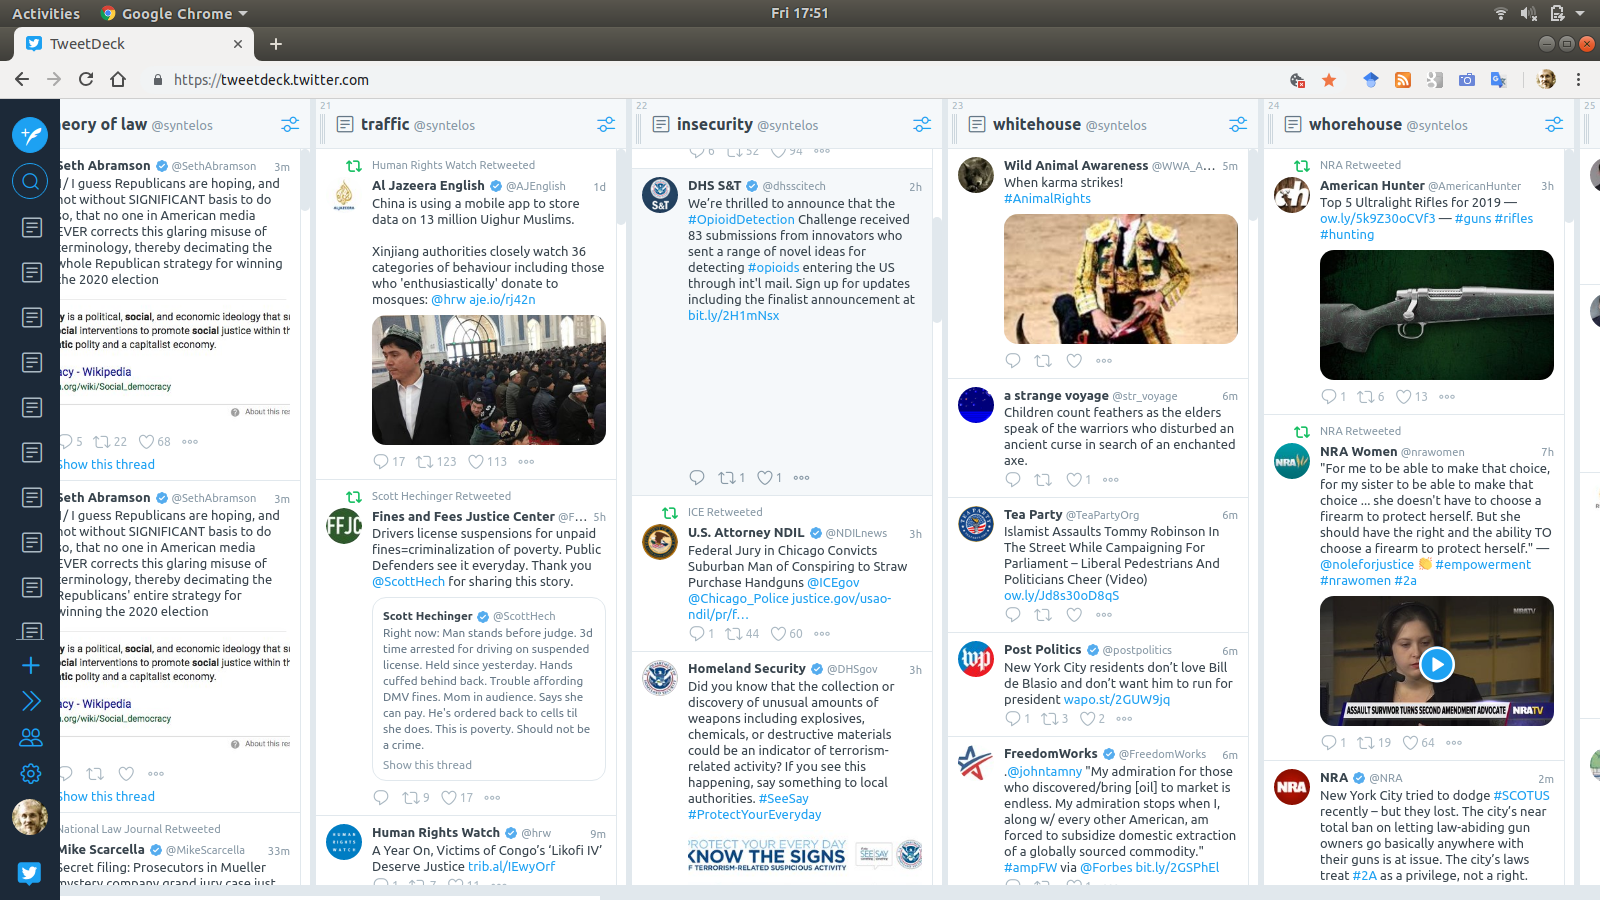 Activities
Google Chrome
Fri 17:51
TweetDeck
https://tweetdeck.twitter.com
eory of law @syntelos
Seth Abramson @SethAbramson 3m
I guess Republicans are hoping, and
not without SIGNIFICANT basis to do
so, that no one in American media
EVER corrects this glaring misuse of
terminology, thereby decimating the
whole Republican strategy for winning
the 2020 election
y is a political, social, and economic ideology that s
cial interventions to promote social justice within t
tic polity and a capitalist economy.
acy - Wikipedia
.org/wiki/Social_democracy
About this re
5 22 68
Show this thread
Seth Abramson @SethAbramson 3m
I guess Republicans are hoping, and
not without SIGNIFICANT basis to do
so, that no one in American media
EVER corrects this glaring misuse of
terminology, thereby decimating the
Republicans' entire strategy for
winning the 2020 election
y is a political, social, and economic ideology that s
cial interventions to promote social justice within t
tic polity and a capitalist economy.
acy - Wikipedia
.org/wiki/Social_democracy
About this re
Show this thread
National Law Journal Retweeted
Mike Scarcella @MikeScarcella 33m
Secret filing: Prosecutors in Mueller
mystery company grand jury case just
21
traffic @syntelos
Human Rights Watch Retweeted
Al Jazeera English @AJEnglish 1d
China is using a mobile app to store
data on 13 million Uighur Muslims.
Xinjiang authorities closely watch 36
categories of behaviour including those
who 'enthusiastically' donate to
mosques: @hrw aje.io/rj42n
17 123 113
Scott Hechinger Retweeted
FFJC
Fines and Fees Justice Center @F... 5h
Drivers license suspensions for unpaid
fines=criminalization of poverty. Public
Defenders see it everyday. Thank you
@ScottHech for sharing this story.
Scott Hechinger @ScottHech
Right now: Man stands before judge. 3d
time arrested for driving on suspended
license. Held since yesterday. Hands
cuffed behind back. Trouble affording
DMV fines. Mom in audience. Says she
can pay. He's ordered back to cells til
she does. This is poverty. Should not be
a crime.
Show this thread
9 17
HUMAN RIGHTS WATCH
Human Rights Watch @hrw 9m
A Year On, Victims of Congo's 'Likofi IV'
Deserve Justice trib.al/IEwyOrf
1 7 11
22
insecurity @syntelos
6 52 94
S&T
DHS S&T @dhsscitech 2h
We're thrilled to announce that the
#OpioidDetection Challenge received
83 submissions from innovators who
sent a range of novel ideas for
detecting #opioids entering the US
through int'l mail. Sign up for updates
including the finalist announcement at
bit.ly/2H1mNsx
1 1
ICE Retweeted
U.S. Attorney NDIL @NDILnews 3h
Federal Jury in Chicago Convicts
Suburban Man of Conspiring to Straw
Purchase Handguns @ICEgov
@Chicago_Police justice.gov/usao-
ndil/pr/f...
1 44 60
Homeland Security @DHSgov 3h
Did you know that the collection or
discovery of unusual amounts of
weapons including explosives,
chemicals, or destructive materials
could be an indicator of terrorism-
related activity? If you see this
happening, say something to local
authorities. #SeeSay
#ProtectYourEveryday
PROTECT YOUR EVERY DAY
KNOW THE SIGNS
OF TERRORISM-RELATED SUSPICIOUS ACTIVITY
23
whitehouse @syntelos
Wild Animal Awareness @WWA_A... 5m
When karma strikes!
#AnimalRights
a strange voyage @str_voyage 6m
Children count feathers as the elders
speak of the warriors who disturbed an
ancient curse in search of an enchanted
axe.
1
TEA PARTY
Tea Party @TeaPartyOrg 6m
Islamist Assaults Tommy Robinson In
The Street While Campaigning For
Parliament – Liberal Pedestrians And
Politicians Cheer (Video)
ow.ly/Jd8s30oD8qS
wp
Post Politics @postpolitics 6m
New York City residents don't love Bill
de Blasio and don't want him to run for
president wapo.st/2GUW9jq
1 3 2
FreedomWorks @FreedomWorks 6m
.@johntamny "My admiration for those
who discovered/bring [oil] to market is
endless. My admiration stops when I,
along w/ every other American, am
forced to subsidize domestic extraction
of a globally sourced commodity."
#ampFW via @Forbes bit.ly/2GSPhEl
24
whorehouse @syntelos
NRA Retweeted
American Hunter @AmericanHunter 3h
Top 5 Ultralight Rifles for 2019 —
ow.ly/5k9Z30oCVf3 — #guns #rifles
#hunting
1 6 13
NRA Retweeted
NRA
NRA Women @nrawomen 7h
"For me to be able to make that choice,
for my sister to be able to make that
choice ... she doesn't have to choose a
firearm to protect herself. But she
should have the right and the ability TO
choose a firearm to protect herself." —
@noleforjustice 👏 #empowerment
#nrawomen #2a
NRATV
ASSAULT SURVIVOR TURNS SECOND AMENDMENT ADVOCATE NRATV
1 19 64
NRA
NRA @NRA 2m
New York City tried to dodge #SCOTUS
recently – but they lost. The city's near
total ban on letting law-abiding gun
owners go basically anywhere with
their guns is at issue. The city's laws
treat #2A as a privilege, not a right.
25